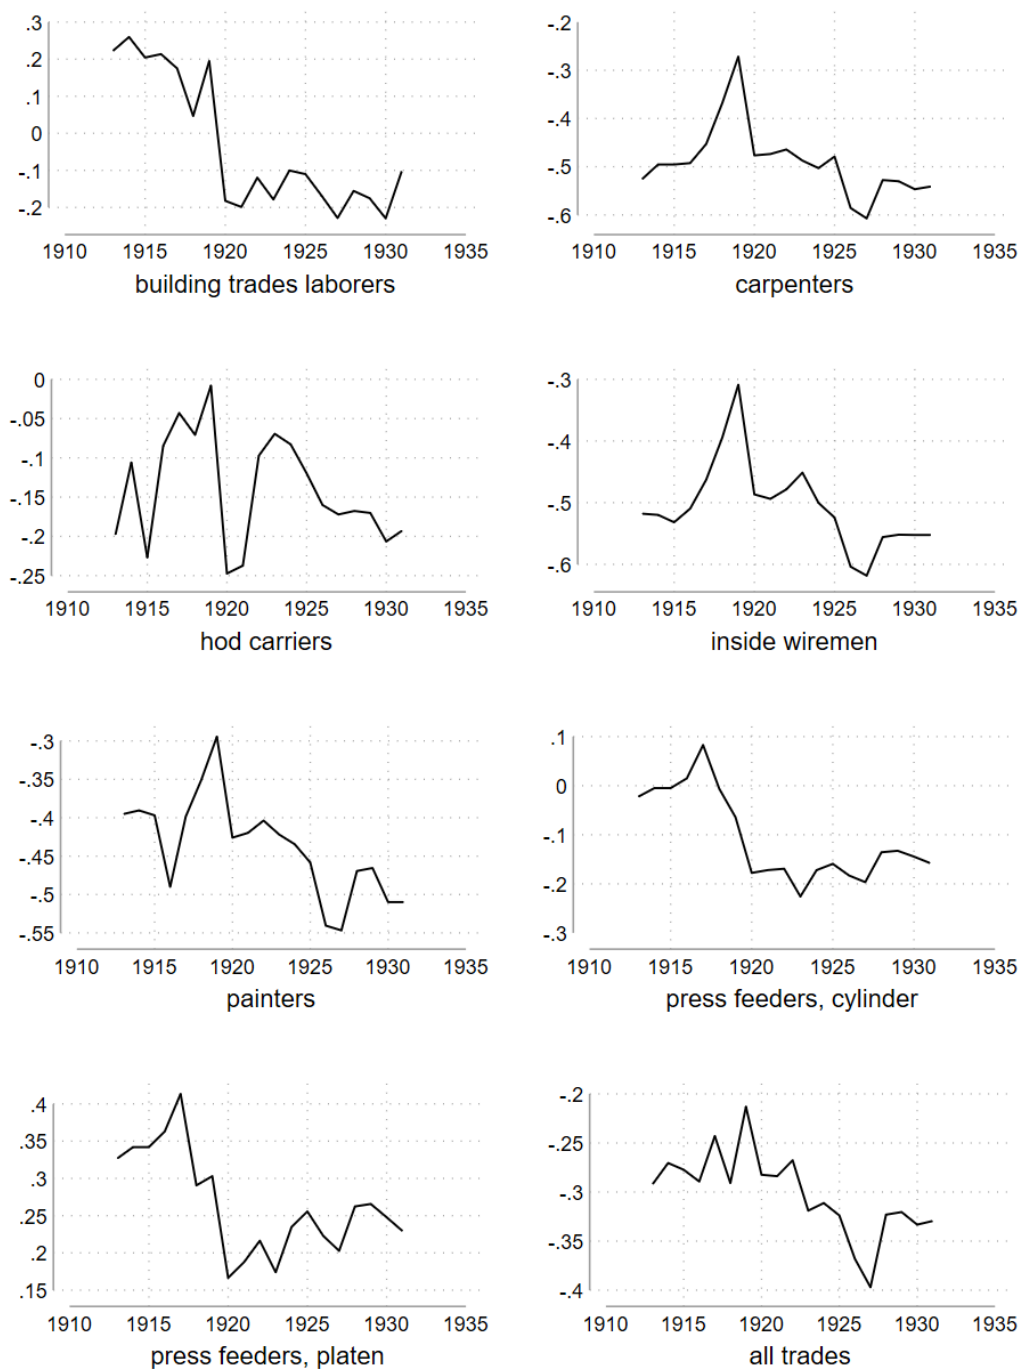 .3
.2
.1
0
-.1
-.2
1910 1915 1920 1925 1930 1935
building trades laborers
-.2
-.3
-.4
-.5
-.6
1910 1915 1920 1925 1930 1935
carpenters
0
-.05
-.1
-.15
-.2
-.25
1910 1915 1920 1925 1930 1935
hod carriers
-.3
-.4
-.5
-.6
1910 1915 1920 1925 1930 1935
inside wiremen
-.3
-.35
-.4
-.45
-.5
-.55
1910 1915 1920 1925 1930 1935
painters
.1
0
-.1
-.2
-.3
1910 1915 1920 1925 1930 1935
press feeders, cylinder
.4
.35
.3
.25
.2
.15
1910 1915 1920 1925 1930 1935
press feeders, platen
-.2
-.25
-.3
-.35
-.4
1910 1915 1920 1925 1930 1935
all trades